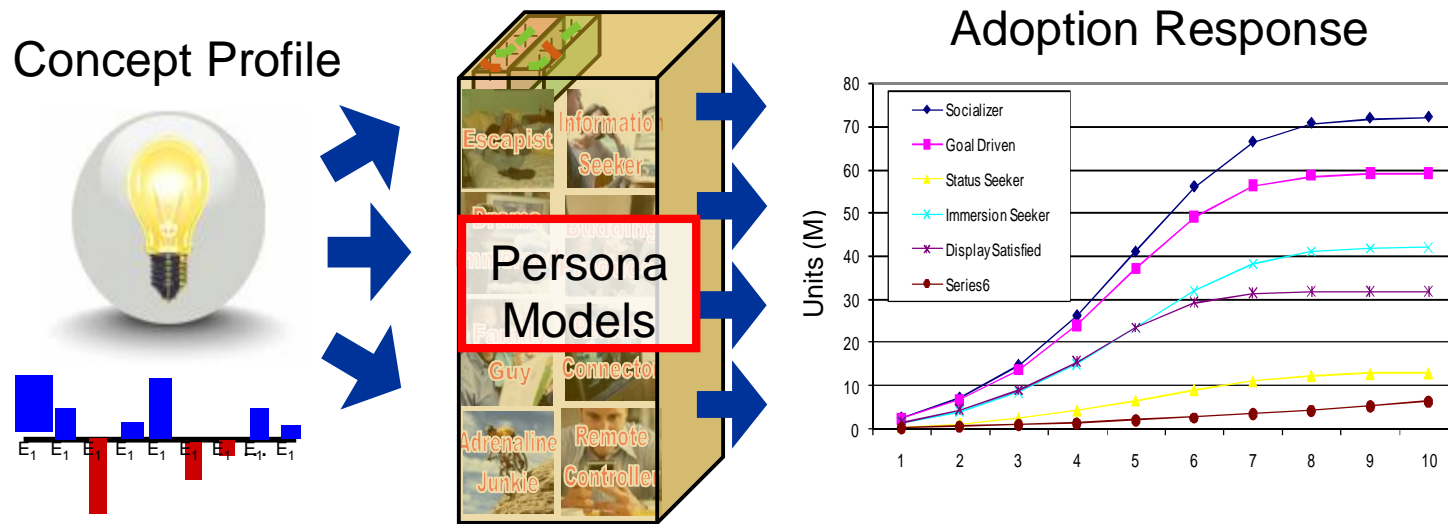 Concept Profile
E1 E1 E1 E1 E1 E1 E1 E1
Escapist
Information
Seeker
Drama
Persona
Models
Guy
Connector
Adrenaline
Junkie
Remote
Controller
Adoption Response
Units (M)
80
70
60
50
40
30
20
10
0
Socializer
Goal Driven
Status Seeker
Immersion Seeker
Display Satisfied
Series6
1 2 3 4 5 6 7 8 9 10